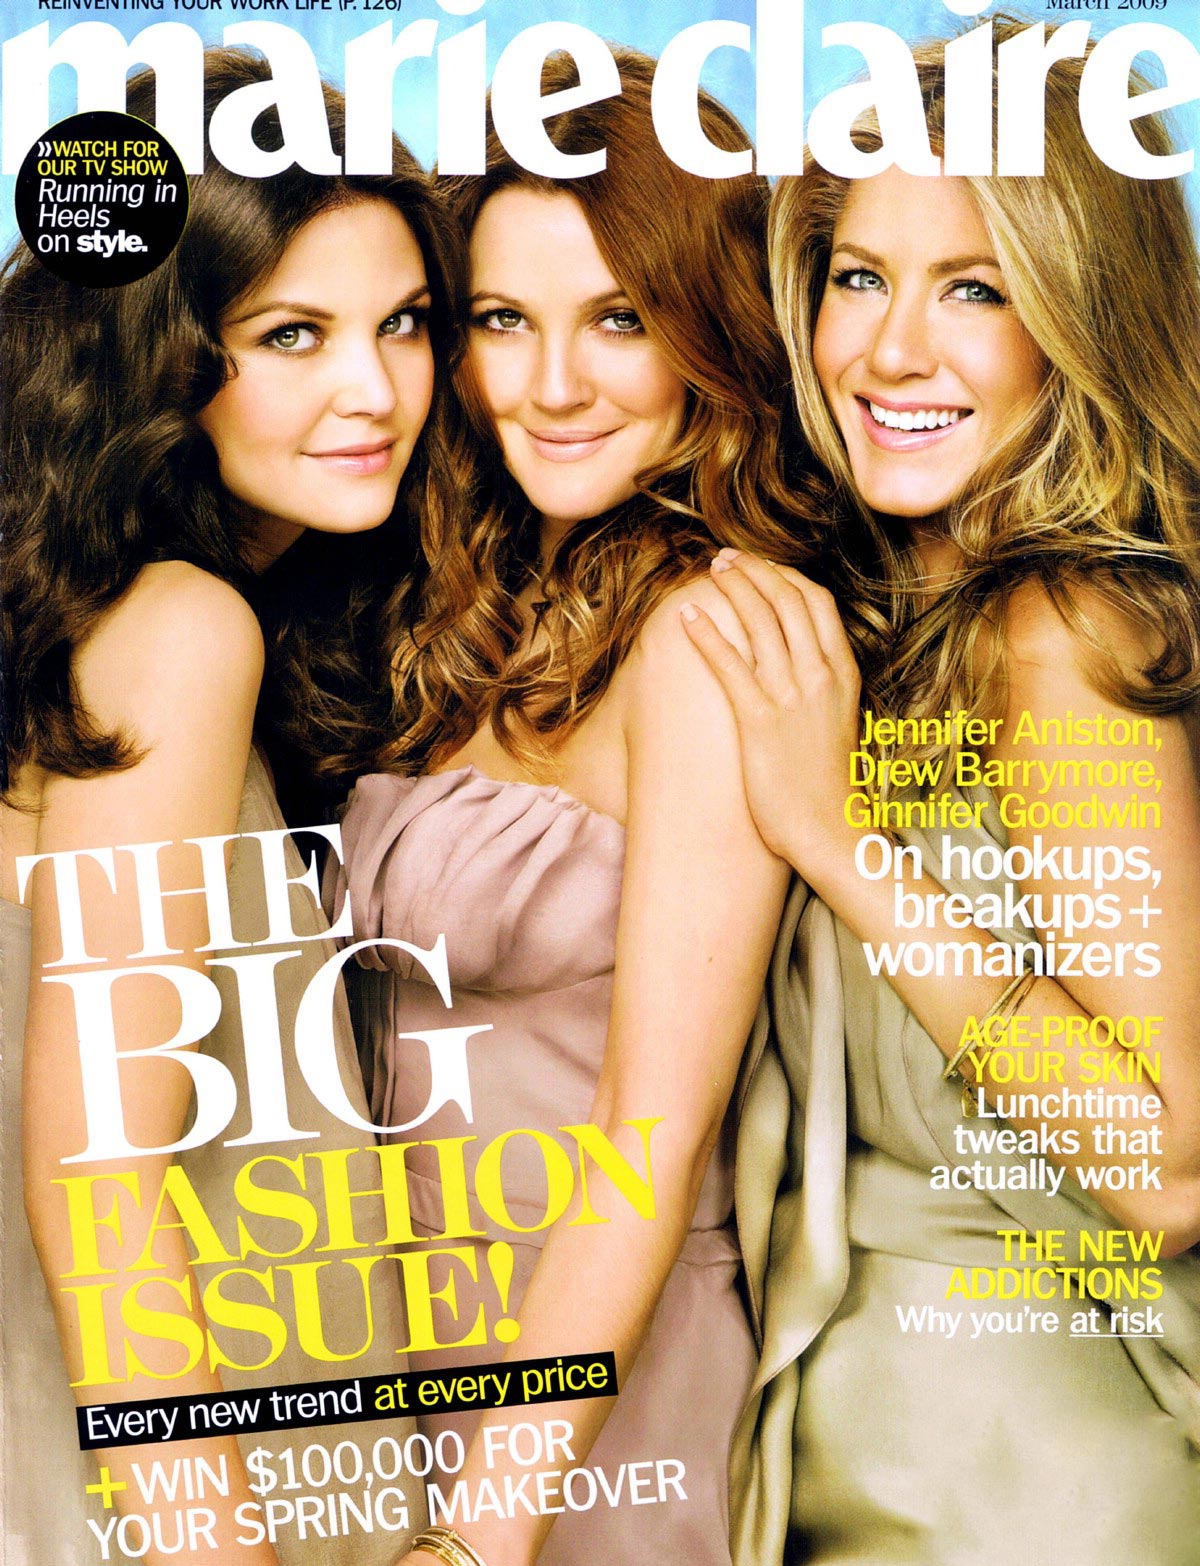 REINVENTING YOUR WORK LIFE (P. 126)
March 2009
marie claire
»WATCH FOR
OUR TV SHOW
Running in
Heels
on style.
Jennifer Aniston,
Drew Barrymore,
Ginnifer Goodwin
On hookups,
breakups+
womanizers
AGE-PROOF
YOUR SKIN
Lunchtime
tweaks that
actually work
THE NEW
ADDICTIONS
Why you're at risk
THE
BIG
FASHION
ISSUE!
Every new trend at every price
+WIN $100,000 FOR
YOUR SPRING MAKEOVER